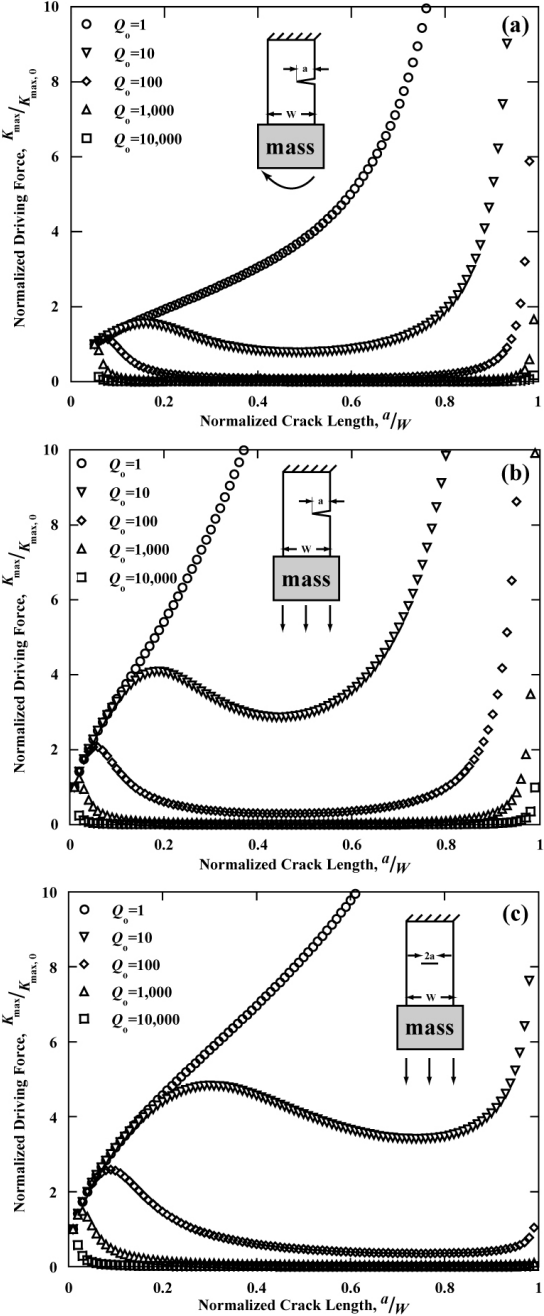 (a)
Qo=1
Qo=10
Qo=100
Qo=1,000
Qo=10,000
a
W
mass
Normalized Driving Force, Kmax/Kmax, 0
10
8
6
4
2
0
0 0.2 0.4 0.6 0.8 1
Normalized Crack Length, a/W
(b)
Qo=1
Qo=10
Qo=100
Qo=1,000
Qo=10,000
a
W
mass
Normalized Driving Force, Kmax/Kmax, 0
10
8
6
4
2
0
0 0.2 0.4 0.6 0.8 1
Normalized Crack Length, a/W
(c)
Qo=1
Qo=10
Qo=100
Qo=1,000
Qo=10,000
2a
W
mass
Normalized Driving Force, Kmax/Kmax, 0
10
8
6
4
2
0
0 0.2 0.4 0.6 0.8 1
Normalized Crack Length, a/W